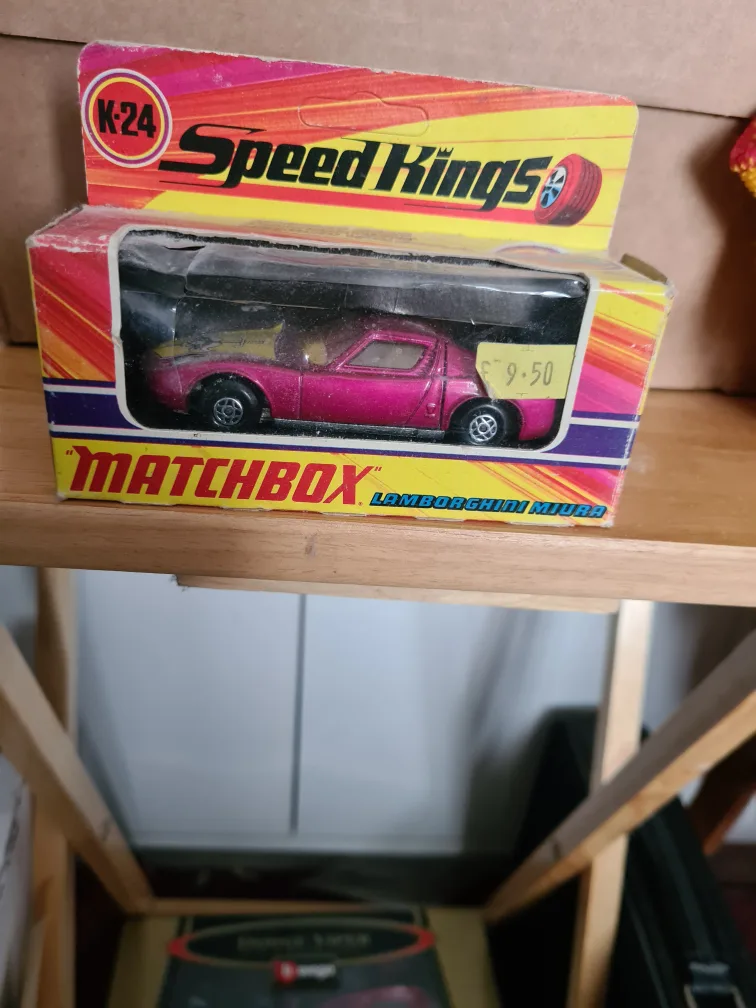 K-24
Speed Kings
£ 9.50
"MATCHBOX"
LAMBORGHINI MIURA